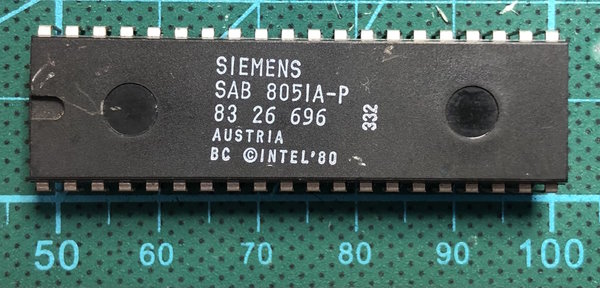 SIEMENS
SAB 8051A-P
83 26 696
332
AUSTRIA
BC ©INTEL'80
50 60 70 80 90 100